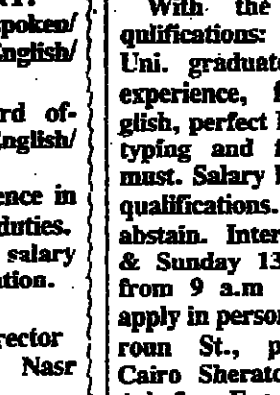 spoken/
English/
rd of-
English/
ence in
duties.
salary
ation.
rector
Nasr
With the
qulifications:
Uni. graduate
experience, f
glish, perfect
typing and f
must. Salary
qualifications.
abstain. Inter
& Sunday 13
from 9 a.m
apply in person
roun St., p
Cairo Sherato